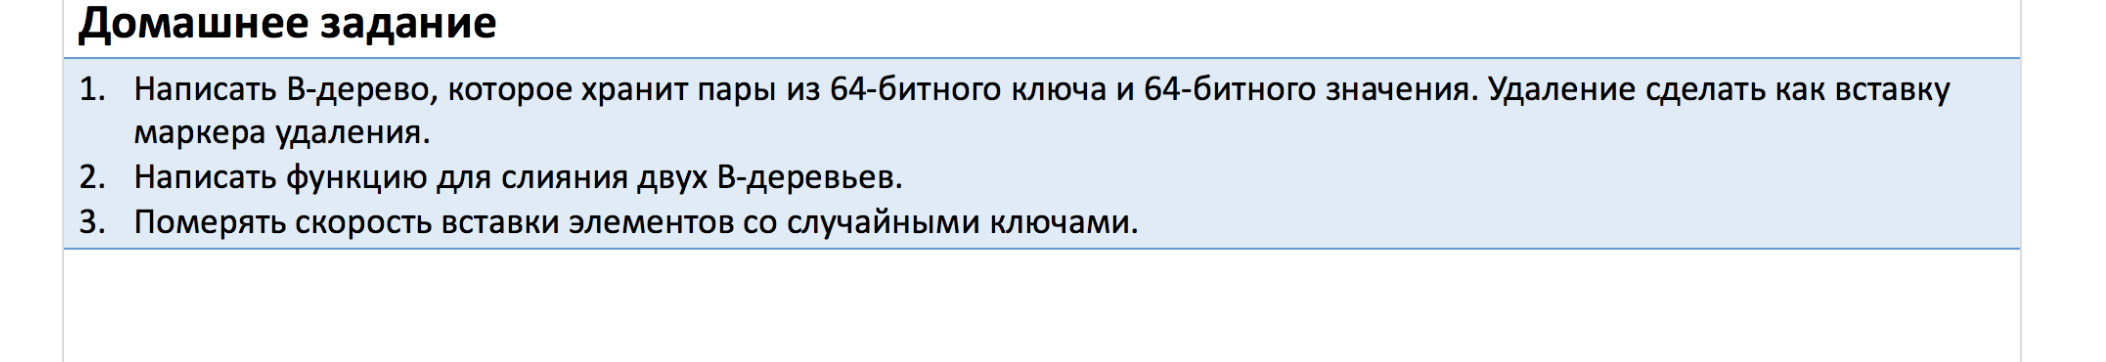 Домашнее задание
1. Написать В-дерево, которое хранит пары из 64-битного ключа и 64-битного значения. Удаление сделать как вставку
маркера удаления.
2. Написать функцию для слияния двух В-деревьев.
3. Померять скорость вставки элементов со случайными ключами.